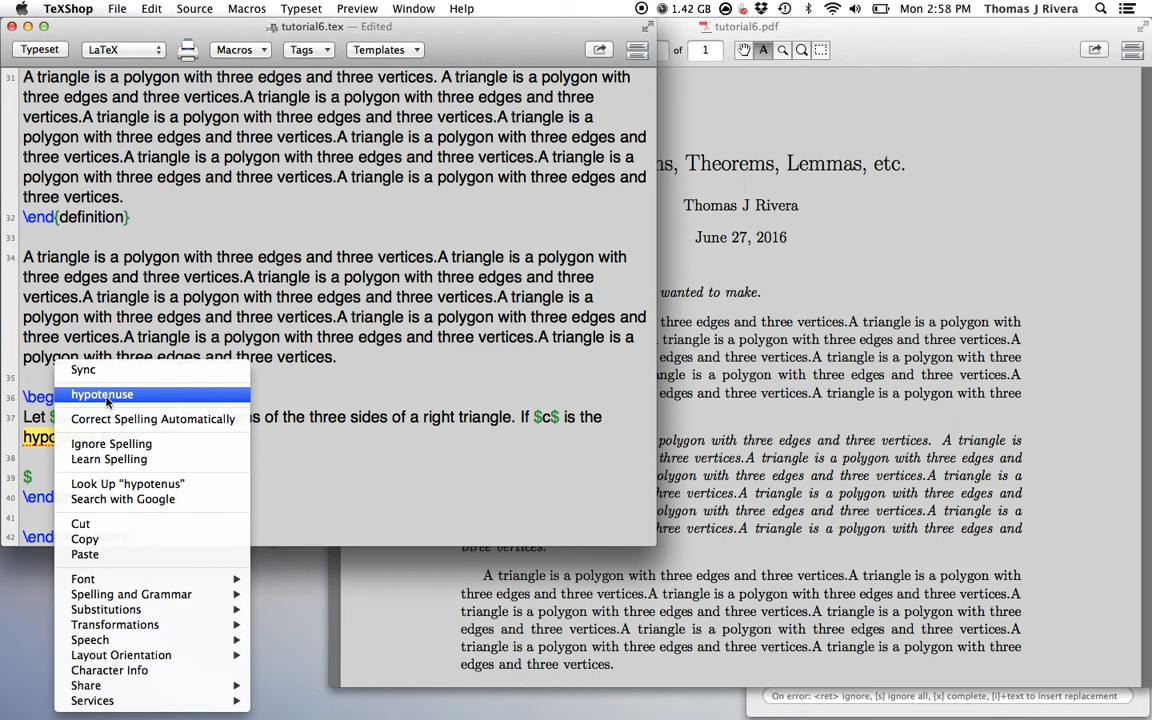 TeXShop File Edit Source Macros Typeset Preview Window Help 1.42 GB Mon 2:58 PM Thomas J Rivera
tutorial6.tex — Edited
Typeset LaTeX Macros Tags Templates
31 A triangle is a polygon with three edges and three vertices. A triangle is a polygon with
three edges and three vertices.A triangle is a polygon with three edges and three
vertices.A triangle is a polygon with three edges and three vertices.A triangle is a
polygon with three edges and three vertices.A triangle is a polygon with three edges and
three vertices.A triangle is a polygon with three edges and three vertices.A triangle is a
polygon with three edges and three vertices.A triangle is a polygon with three edges and
three vertices.
32 \end{definition}
33
34 A triangle is a polygon with three edges and three vertices.A triangle is a polygon with
three edges and three vertices.A triangle is a polygon with three edges and three
vertices.A triangle is a polygon with three edges and three vertices.A triangle is a
polygon with three edges and three vertices.A triangle is a polygon with three edges and
three vertices.A triangle is a polygon with three edges and three vertices.A triangle is a
polygon with three edges and three vertices.
35
36 \beg
37 Let $ s of the three sides of a right triangle. If $c$ is the
hypo
38
39 $
40 \end
41
42 \end
Sync
hypotenuse
Correct Spelling Automatically
Ignore Spelling
Learn Spelling
Look Up “hypotenus”
Search with Google
Cut
Copy
Paste
Font
Spelling and Grammar
Substitutions
Transformations
Speech
Layout Orientation
Character Info
Share
Services
tutorial6.pdf
of 1 A
ns, Theorems, Lemmas, etc.
Thomas J Rivera
June 27, 2016
wanted to make.
three edges and three vertices.A triangle is a polygon with
triangle is a polygon with three edges and three vertices.A
edges and three vertices.A triangle is a polygon with three
ngle is a polygon with three edges and three vertices.A
edges and three vertices.A triangle is a polygon with three
polygon with three edges and three vertices. A triangle is
three vertices.A triangle is a polygon with three edges and
olygon with three edges and three vertices.A triangle is a
three vertices.A triangle is a polygon with three edges and
olygon with three edges and three vertices.A triangle is a
three vertices.A triangle is a polygon with three edges and
three vertices.
A triangle is a polygon with three edges and three vertices.A triangle is a polygon
with three edges and three vertices.A triangle is a polygon with three edges and three
vertices.A triangle is a polygon with three edges and three vertices.A triangle is a
polygon with three edges and three vertices.A triangle is a polygon with three
edges and three vertices.A triangle is a polygon with three edges and three vertices.A
triangle is a polygon with three edges and three vertices.
On error: <ret> ignore, [s] ignore all, [x] complete, [i]+text to insert replacement